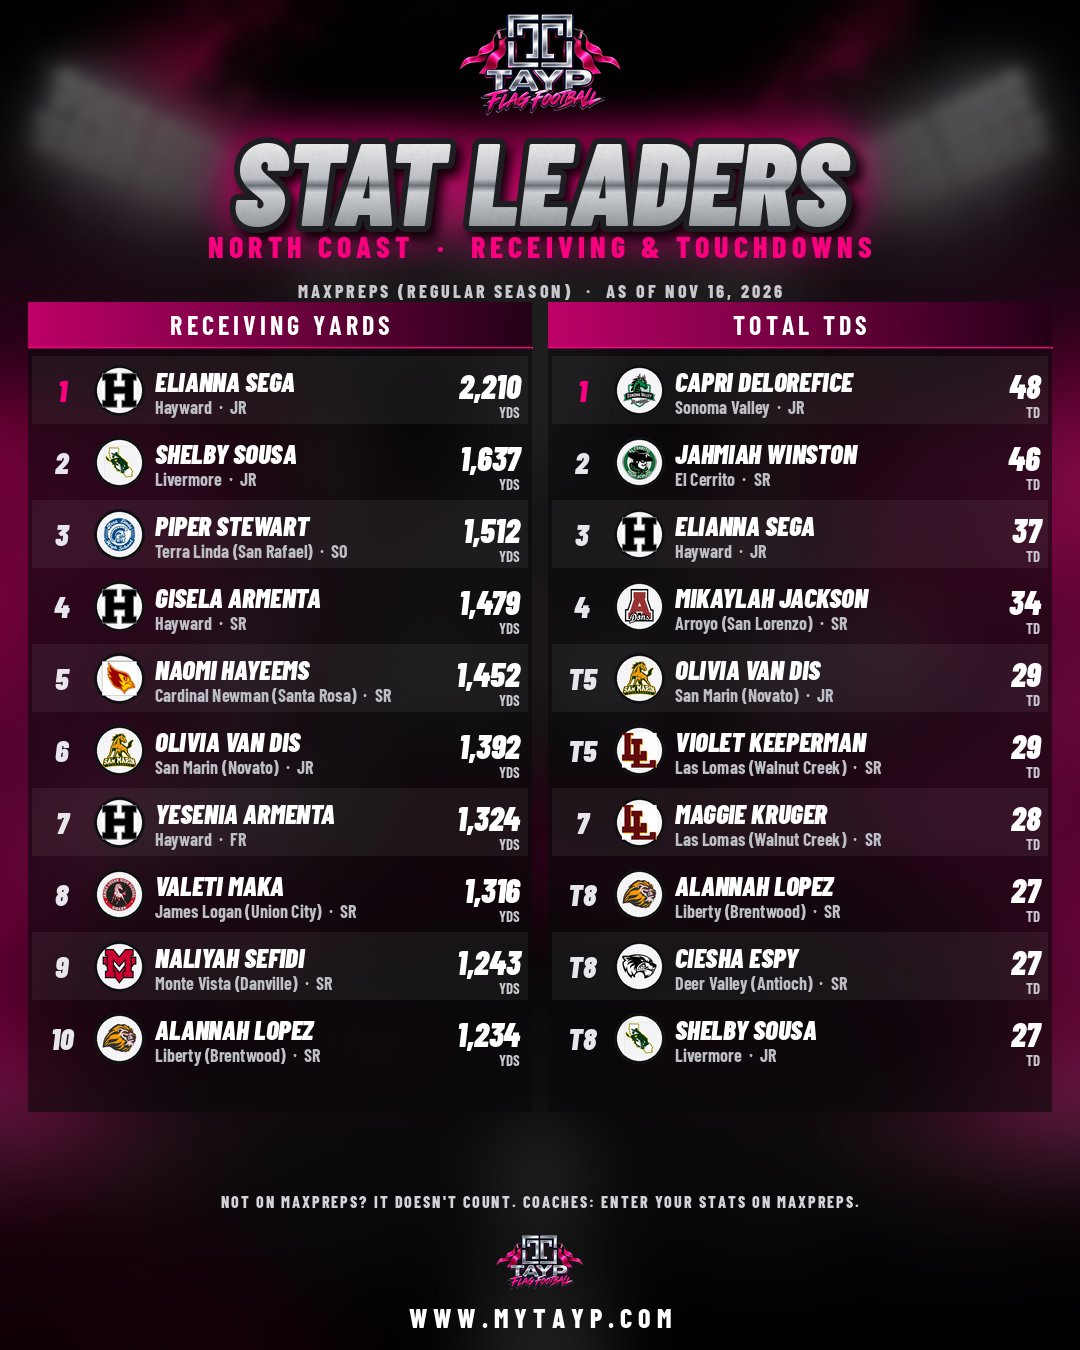 TAYP
FLAG FOOTBALL
STAT LEADERS
NORTH COAST · RECEIVING & TOUCHDOWNS
MAXPREPS (REGULAR SEASON) · AS OF NOV 16, 2026
RECEIVING YARDS
1 H ELIANNA SEGA 2,210
Hayward · JR YDS
2 SHELBY SOUSA 1,637
Livermore · JR YDS
3 PIPER STEWART 1,512
Terra Linda (San Rafael) · SO YDS
4 H GISELA ARMENTA 1,479
Hayward · SR YDS
5 NAOMI HAYEEMS 1,452
Cardinal Newman (Santa Rosa) · SR YDS
6 SAN MARIN OLIVIA VAN DIS 1,392
San Marin (Novato) · JR YDS
7 H YESENIA ARMENTA 1,324
Hayward · FR YDS
8 VALETI MAKA 1,316
James Logan (Union City) · SR YDS
9 M NALIYAH SEFIDI 1,243
Monte Vista (Danville) · SR YDS
10 ALANNAH LOPEZ 1,234
Liberty (Brentwood) · SR YDS
TOTAL TDS
1 SONOMA VALLEY CAPRI DELOREFICE 48
Sonoma Valley · JR TD
2 JAHMIAH WINSTON 46
El Cerrito · SR TD
3 H ELIANNA SEGA 37
Hayward · JR TD
4 A Dons MIKAYLAH JACKSON 34
Arroyo (San Lorenzo) · SR TD
T5 SAN MARIN OLIVIA VAN DIS 29
San Marin (Novato) · JR TD
T5 LL VIOLET KEEPERMAN 29
Las Lomas (Walnut Creek) · SR TD
7 LL MAGGIE KRUGER 28
Las Lomas (Walnut Creek) · SR TD
T8 ALANNAH LOPEZ 27
Liberty (Brentwood) · SR TD
T8 CIESHA ESPY 27
Deer Valley (Antioch) · SR TD
T8 SHELBY SOUSA 27
Livermore · JR TD
NOT ON MAXPREPS? IT DOESN'T COUNT. COACHES: ENTER YOUR STATS ON MAXPREPS.
TAYP
FLAG FOOTBALL
WWW.MYTAYP.COM